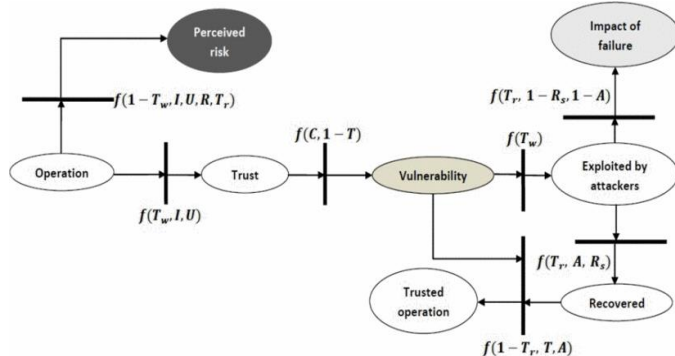 Perceived
risk
Impact of
failure
f(1−T_w, I, U, R, T_r)
f(T_r, 1−R_s, 1−A)
f(C, 1−T)
f(T_w)
Operation
Trust
Vulnerability
Exploited by
attackers
f(T_w, I, U)
f(T_r, A, R_s)
Trusted
operation
Recovered
f(1−T_r, T, A)